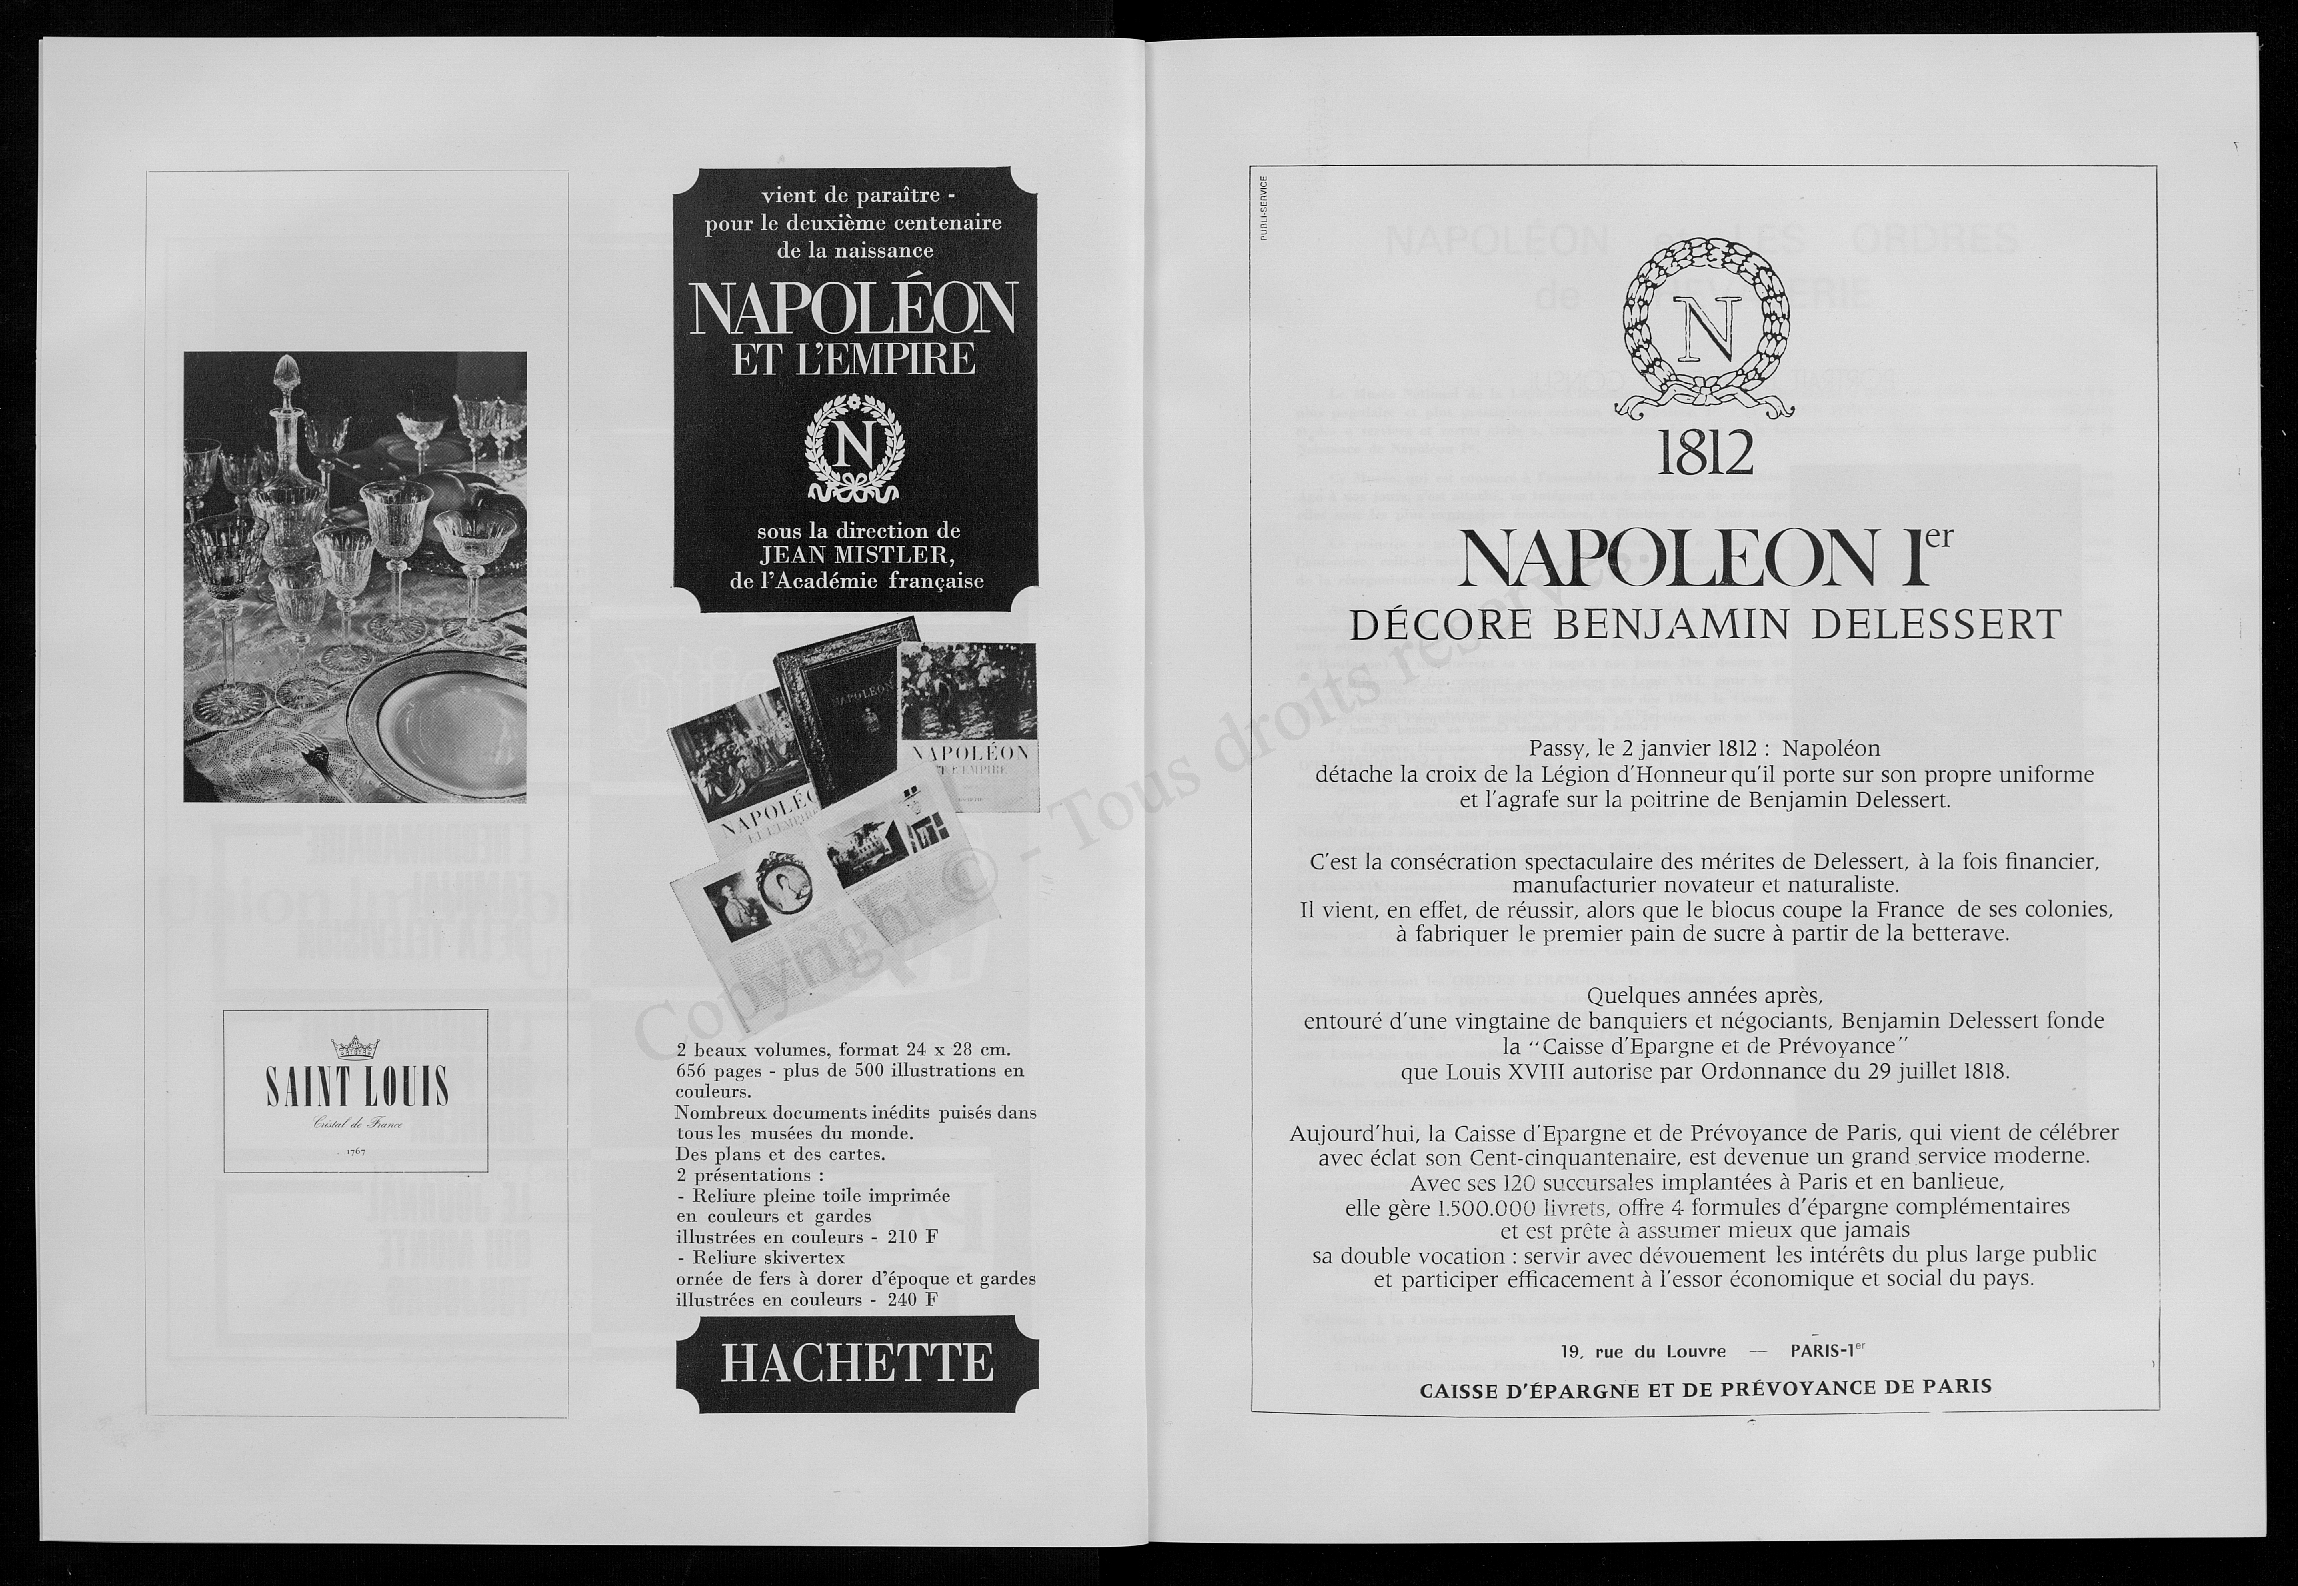 SAINT LOUIS
Cristal de France
1767
vient de paraître -
pour le deuxième centenaire
de la naissance
NAPOLÉON
ET L'EMPIRE
N
sous la direction de
JEAN MISTLER,
de l'Académie française
NAPOLEON
NAPOLÉON
ET L'EMPIRE
NAPOLÉO
ET L'EMPIRE
2 beaux volumes, format 24 x 28 cm.
656 pages - plus de 500 illustrations en
couleurs.
Nombreux documents inédits puisés dans
tous les musées du monde.
Des plans et des cartes.
2 présentations :
- Reliure pleine toile imprimée
en couleurs et gardes
illustrées en couleurs - 210 F
- Reliure skivertex
ornée de fers à dorer d'époque et gardes
illustrées en couleurs - 240 F
HACHETTE
PUBLI-SERVICE
N
1812
NAPOLEON Ier
DÉCORE BENJAMIN DELESSERT
Passy, le 2 janvier 1812 : Napoléon
détache la croix de la Légion d'Honneur qu'il porte sur son propre uniforme
et l'agrafe sur la poitrine de Benjamin Delessert.
C'est la consécration spectaculaire des mérites de Delessert, à la fois financier,
manufacturier novateur et naturaliste.
Il vient, en effet, de réussir, alors que le blocus coupe la France de ses colonies,
à fabriquer le premier pain de sucre à partir de la betterave.
Quelques années après,
entouré d'une vingtaine de banquiers et négociants, Benjamin Delessert fonde
la "Caisse d'Epargne et de Prévoyance"
que Louis XVIII autorise par Ordonnance du 29 juillet 1818.
Aujourd'hui, la Caisse d'Epargne et de Prévoyance de Paris, qui vient de célébrer
avec éclat son Cent-cinquantenaire, est devenue un grand service moderne.
Avec ses 120 succursales implantées à Paris et en banlieue,
elle gère 1.500.000 livrets, offre 4 formules d'épargne complémentaires
et est prête à assumer mieux que jamais
sa double vocation : servir avec dévouement les intérêts du plus large public
et participer efficacement à l'essor économique et social du pays.
19, rue du Louvre — PARIS-1er
CAISSE D'ÉPARGNE ET DE PRÉVOYANCE DE PARIS
Copyright © - Tous droits réservés.